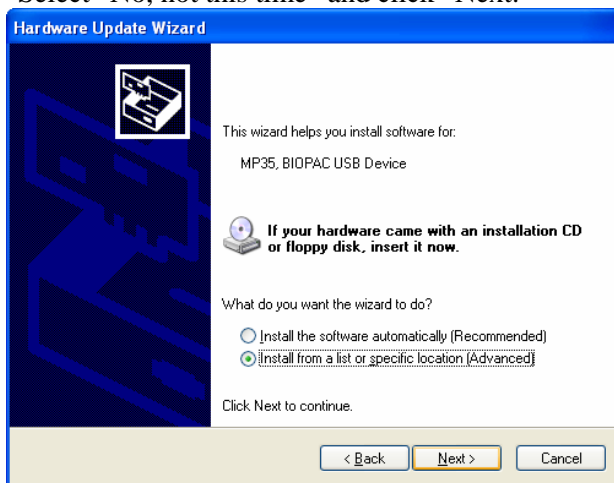 Select "No, not this time" and click "Next."
Hardware Update Wizard
This wizard helps you install software for:
MP35, BIOPAC USB Device
If your hardware came with an installation CD
or floppy disk, insert it now.
What do you want the wizard to do?
Install the software automatically (Recommended)
Install from a list or specific location (Advanced)
Click Next to continue.
< Back Next > Cancel